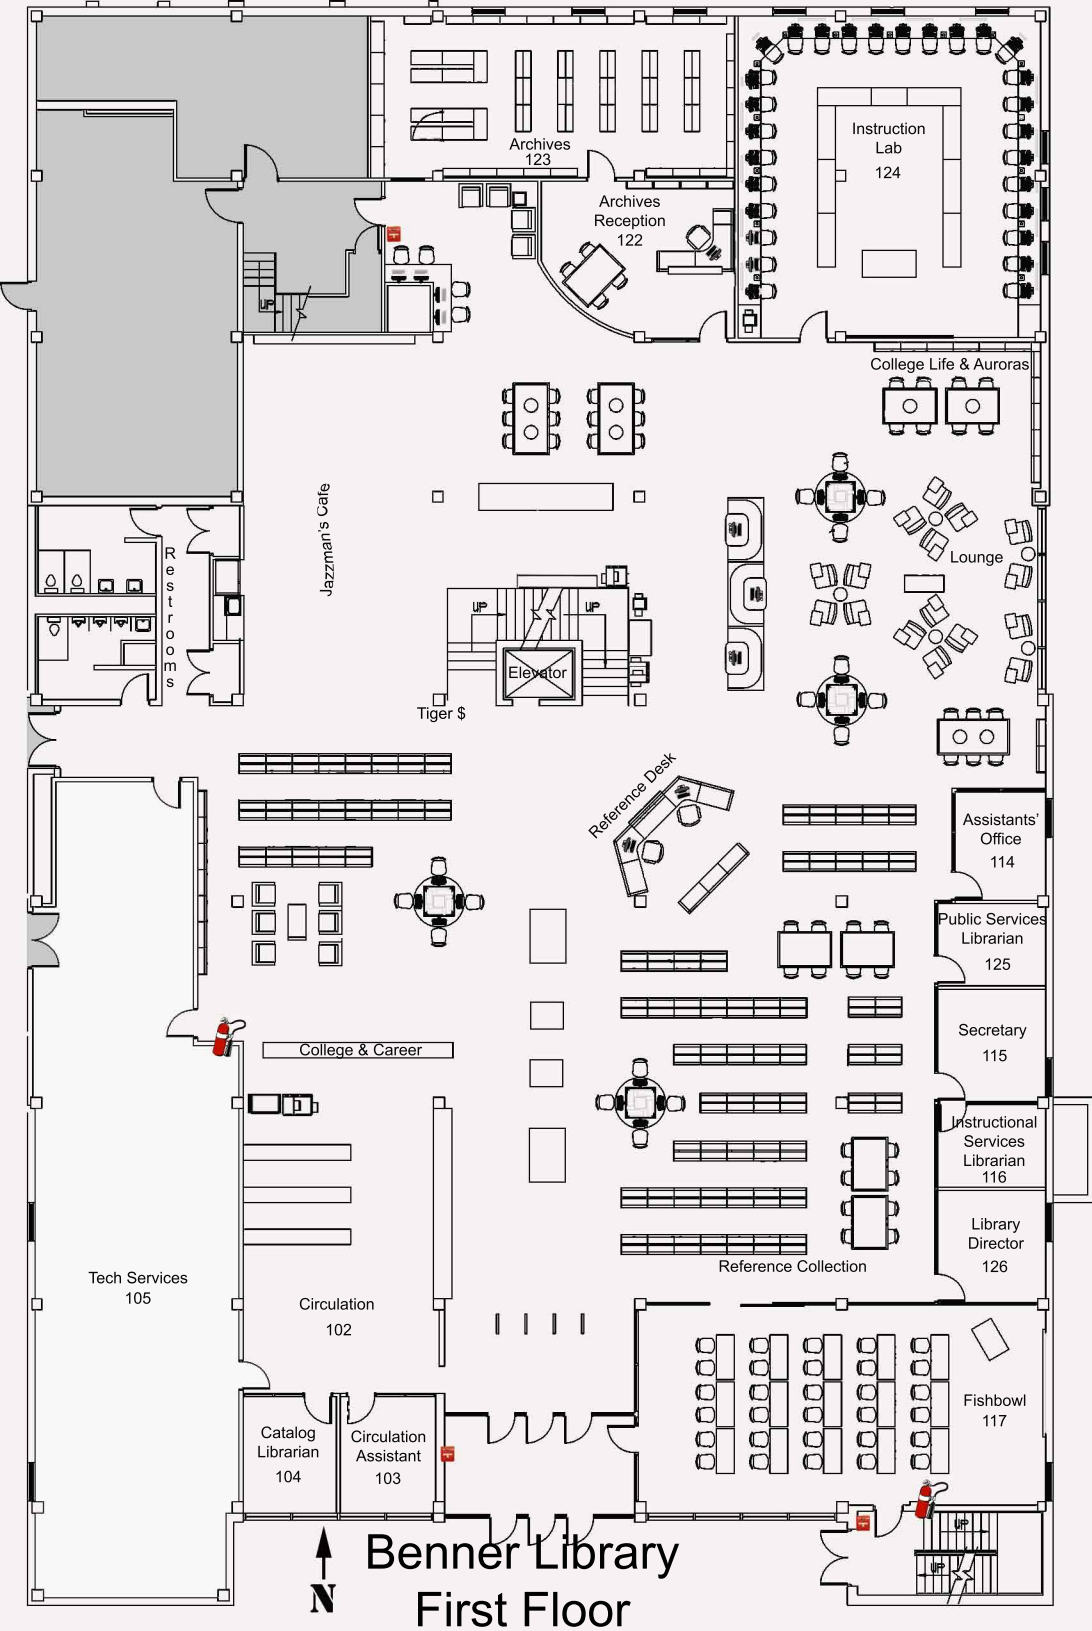 Archives
123
Instruction
Lab
124
Archives
Reception
122
UP
College Life & Auroras
Jazzman's Cafe
Restrooms
Lounge
UP
UP
Elevator
Tiger $
Reference Desk
Assistants'
Office
114
Public Services
Librarian
125
Secretary
115
College & Career
Instructional
Services
Librarian
116
Library
Director
126
Reference Collection
Tech Services
105
Circulation
102
Fishbowl
117
Catalog
Librarian
104
Circulation
Assistant
103
UP
UP
N
Benner Library
First Floor